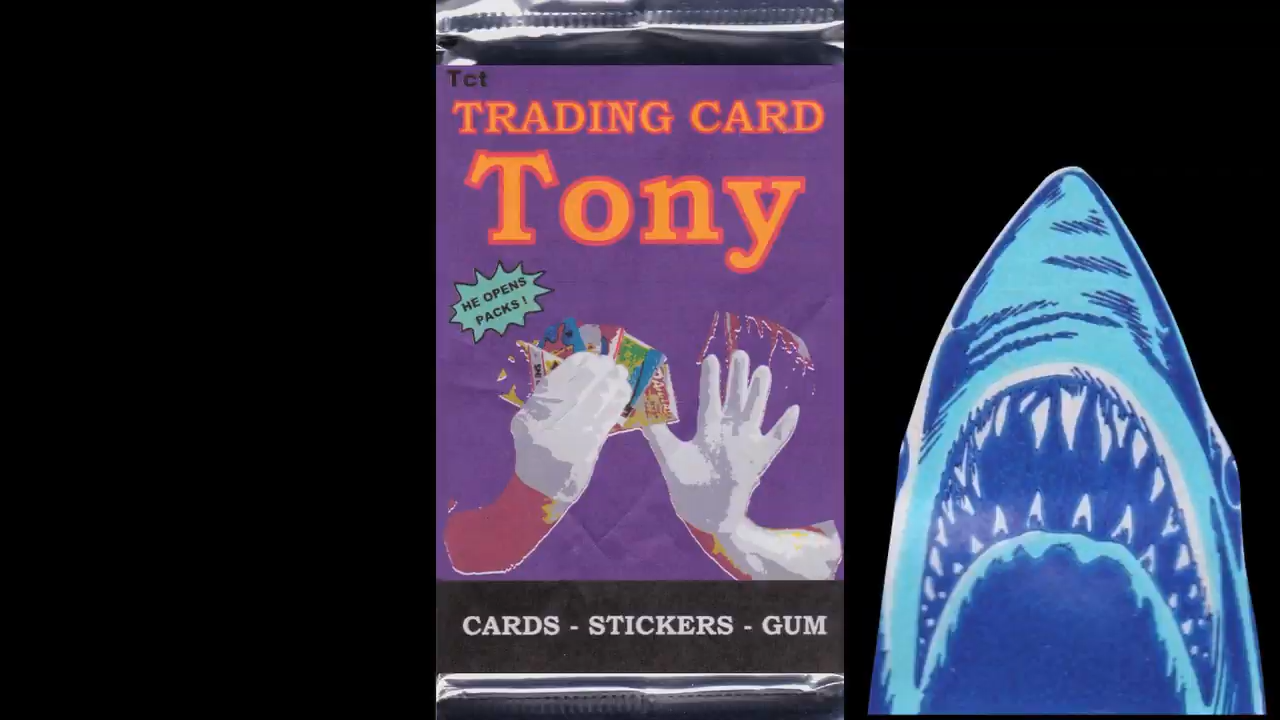 Tct
TRADING CARD
Tony
HE OPENS
PACKS!
CARDS - STICKERS - GUM